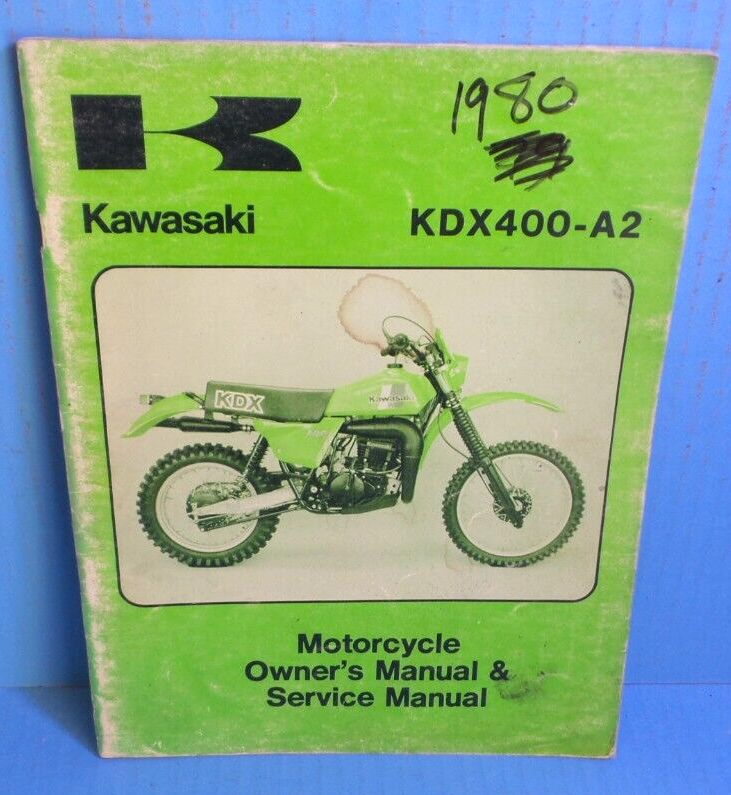 1980
Kawasaki KDX400-A2
Kawasaki
KDX
Motorcycle
Owner's Manual &
Service Manual